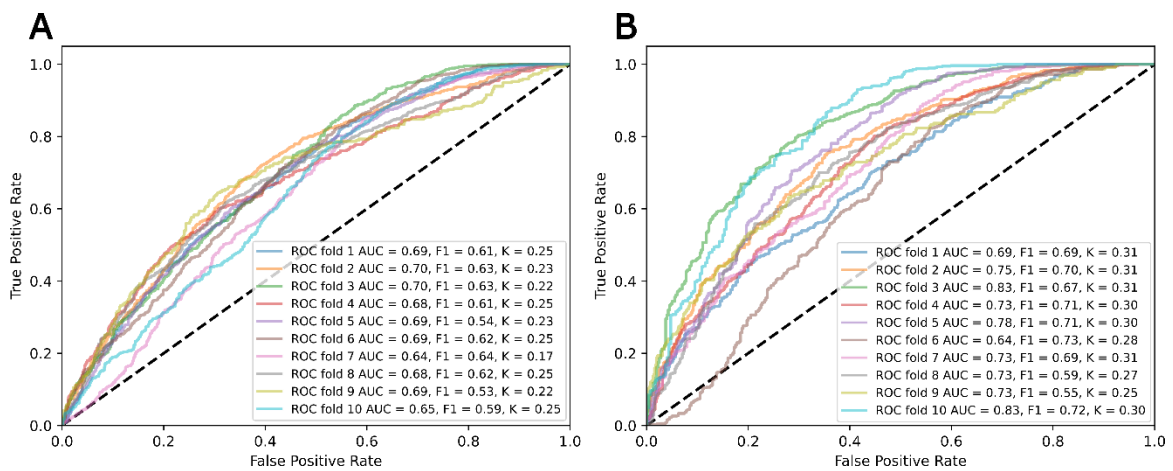 A
1.0
0.8
0.6
0.4
0.2
0.0
True Positive Rate
0.0 0.2 0.4 0.6 0.8 1.0
False Positive Rate
ROC fold 1 AUC = 0.69, F1 = 0.61, K = 0.25
ROC fold 2 AUC = 0.70, F1 = 0.63, K = 0.23
ROC fold 3 AUC = 0.70, F1 = 0.63, K = 0.22
ROC fold 4 AUC = 0.68, F1 = 0.61, K = 0.25
ROC fold 5 AUC = 0.69, F1 = 0.54, K = 0.23
ROC fold 6 AUC = 0.69, F1 = 0.62, K = 0.25
ROC fold 7 AUC = 0.64, F1 = 0.64, K = 0.17
ROC fold 8 AUC = 0.68, F1 = 0.62, K = 0.25
ROC fold 9 AUC = 0.69, F1 = 0.53, K = 0.22
ROC fold 10 AUC = 0.65, F1 = 0.59, K = 0.25
B
1.0
0.8
0.6
0.4
0.2
0.0
True Positive Rate
0.0 0.2 0.4 0.6 0.8 1.0
False Positive Rate
ROC fold 1 AUC = 0.69, F1 = 0.69, K = 0.31
ROC fold 2 AUC = 0.75, F1 = 0.70, K = 0.31
ROC fold 3 AUC = 0.83, F1 = 0.67, K = 0.31
ROC fold 4 AUC = 0.73, F1 = 0.71, K = 0.30
ROC fold 5 AUC = 0.78, F1 = 0.71, K = 0.30
ROC fold 6 AUC = 0.64, F1 = 0.73, K = 0.28
ROC fold 7 AUC = 0.73, F1 = 0.69, K = 0.31
ROC fold 8 AUC = 0.73, F1 = 0.59, K = 0.27
ROC fold 9 AUC = 0.73, F1 = 0.55, K = 0.25
ROC fold 10 AUC = 0.83, F1 = 0.72, K = 0.30